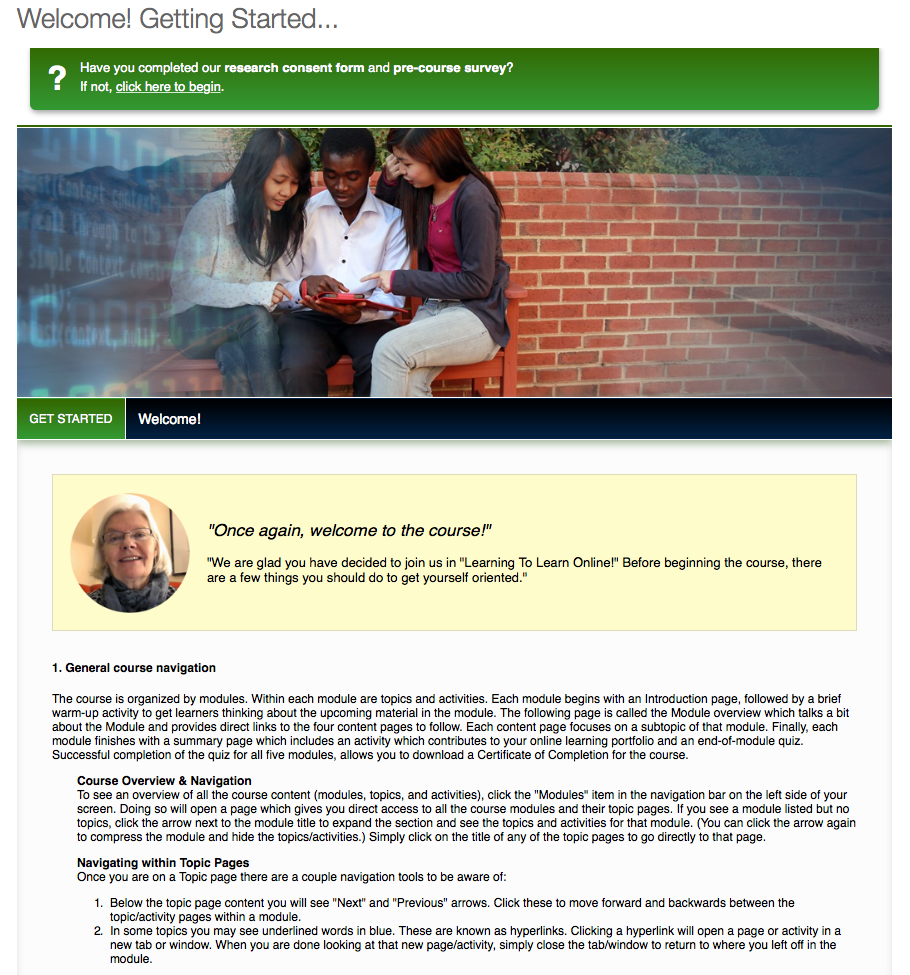 Welcome! Getting Started...
?
Have you completed our research consent form and pre-course survey?
If not, click here to begin.
GET STARTED
Welcome!
"Once again, welcome to the course!"
"We are glad you have decided to join us in "Learning To Learn Online!" Before beginning the course, there
are a few things you should do to get yourself oriented."
1. General course navigation
The course is organized by modules. Within each module are topics and activities. Each module begins with an Introduction page, followed by a brief
warm-up activity to get learners thinking about the upcoming material in the module. The following page is called the Module overview which talks a bit
about the Module and provides direct links to the four content pages to follow. Each content page focuses on a subtopic of that module. Finally, each
module finishes with a summary page which includes an activity which contributes to your online learning portfolio and an end-of-module quiz.
Successful completion of the quiz for all five modules, allows you to download a Certificate of Completion for the course.
Course Overview & Navigation
To see an overview of all the course content (modules, topics, and activities), click the "Modules" item in the navigation bar on the left side of your
screen. Doing so will open a page which gives you direct access to all the course modules and their topic pages. If you see a module listed but no
topics, click the arrow next to the module title to expand the section and see the topics and activities for that module. (You can click the arrow again
to compress the module and hide the topics/activities.) Simply click on the title of any of the topic pages to go directly to that page.
Navigating within Topic Pages
Once you are on a Topic page there are a couple navigation tools to be aware of:
1. Below the topic page content you will see "Next" and "Previous" arrows. Click these to move forward and backwards between the
topic/activity pages within a module.
2. In some topics you may see underlined words in blue. These are known as hyperlinks. Clicking a hyperlink will open a page or activity in a
new tab or window. When you are done looking at that new page/activity, simply close the tab/window to return to where you left off in the
module.